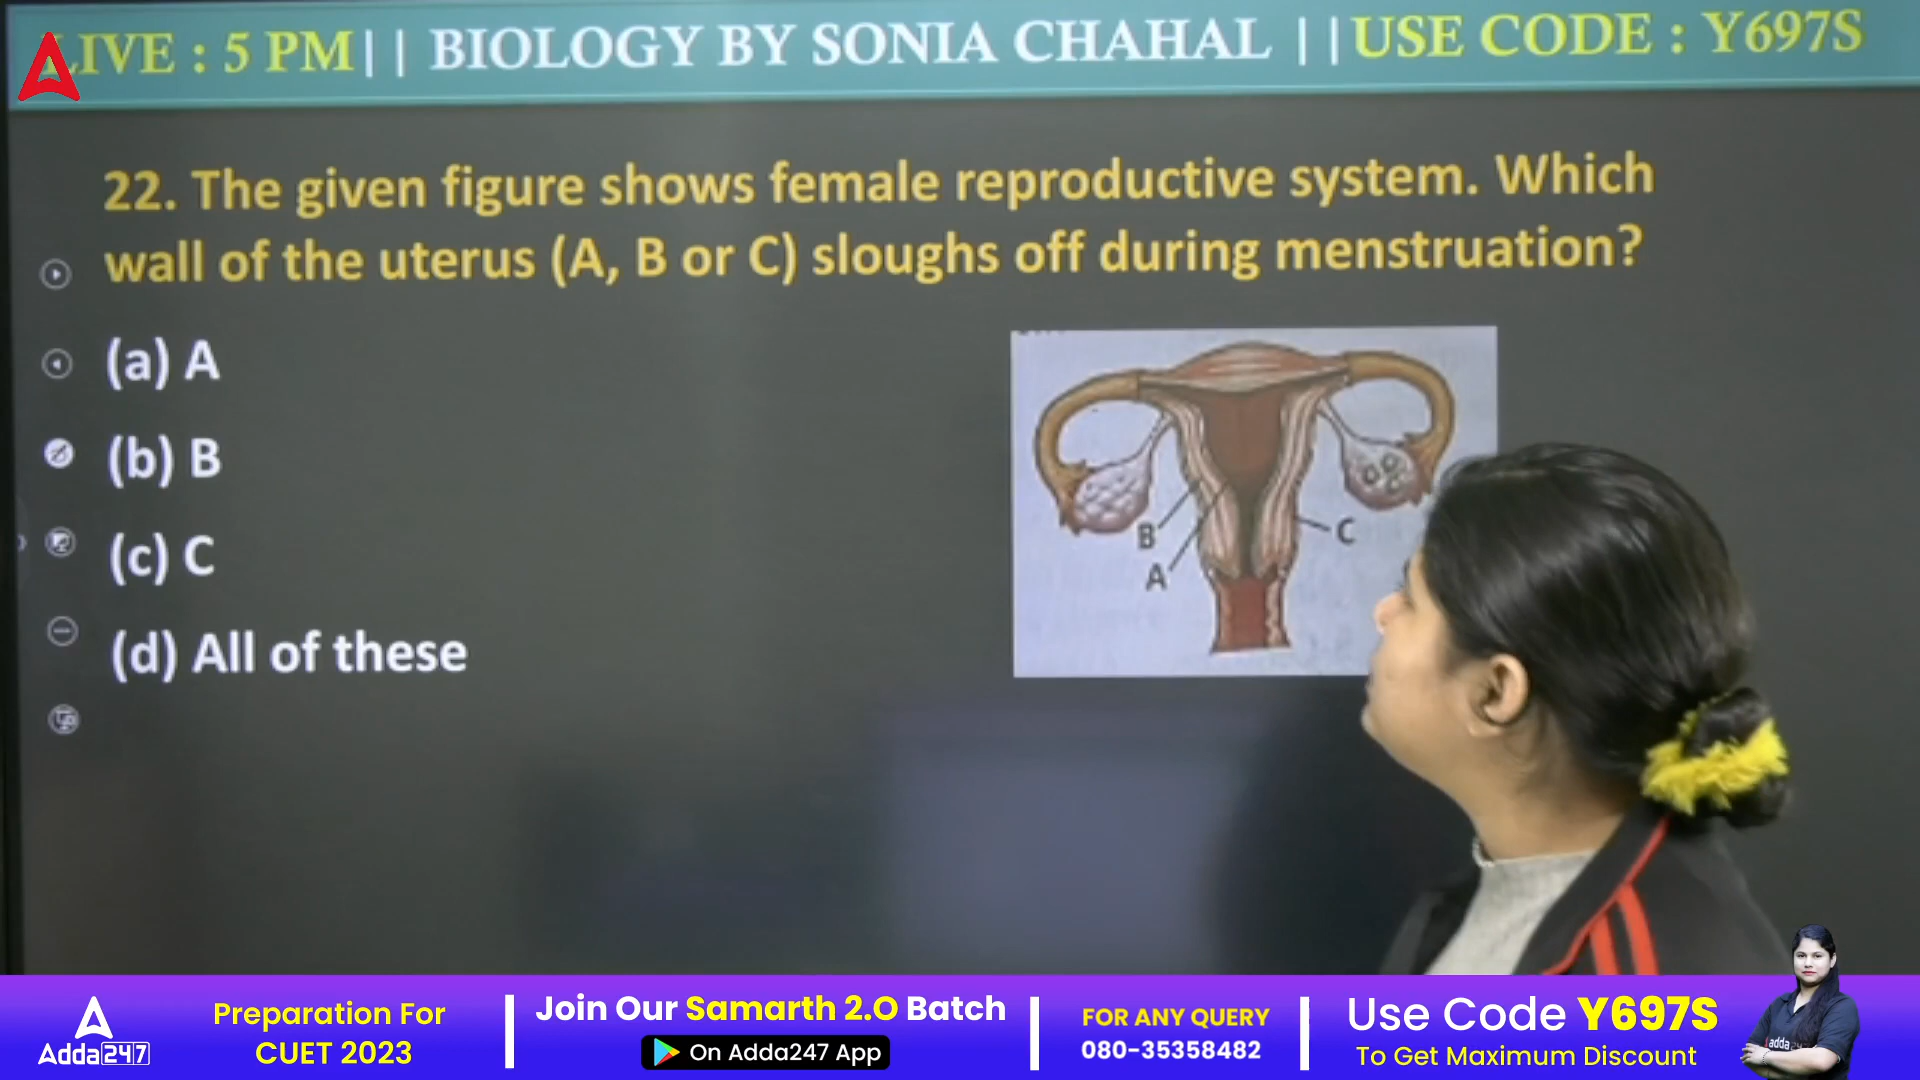 LIVE : 5 PM || BIOLOGY BY SONIA CHAHAL || USE CODE : Y697S
22. The given figure shows female reproductive system. Which
wall of the uterus (A, B or C) sloughs off during menstruation?
(a) A
(b) B
(c) C
(d) All of these
B
C
A
Adda247
Preparation For
CUET 2023
Join Our Samarth 2.O Batch
On Adda247 App
FOR ANY QUERY
080-35358482
Use Code Y697S
To Get Maximum Discount